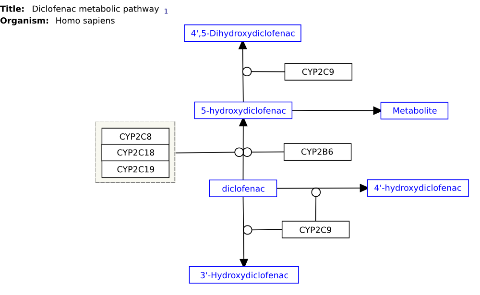 Title: Diclofenac metabolic pathway 1
Organism: Homo sapiens
4',5-Dihydroxydiclofenac
CYP2C9
5-hydroxydiclofenac
Metabolite
CYP2C8
CYP2C18
CYP2C19
CYP2B6
diclofenac
4'-hydroxydiclofenac
CYP2C9
3'-Hydroxydiclofenac